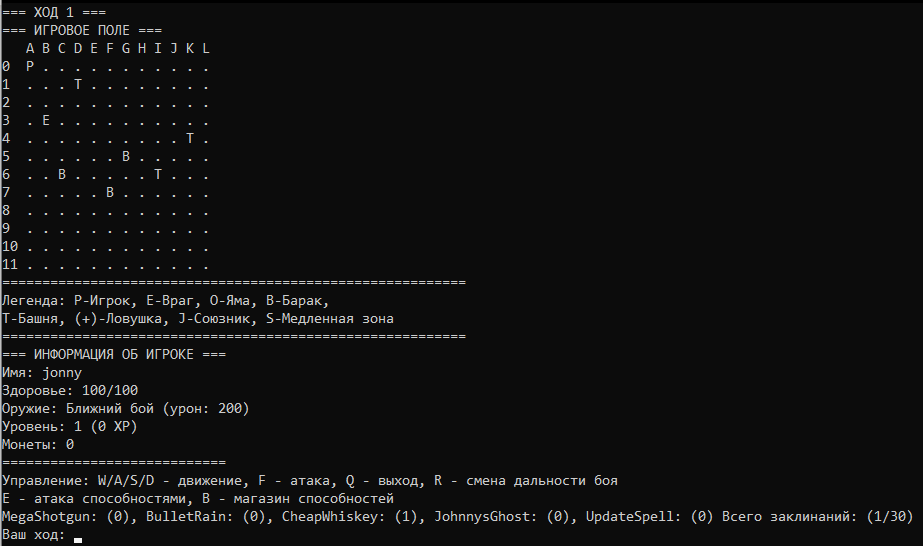 === ХОД 1 ===
=== ИГРОВОЕ ПОЛЕ ===
   A B C D E F G H I J K L
0  P . . . . . . . . . . .
1  . . . T . . . . . . . .
2  . . . . . . . . . . . .
3  . E . . . . . . . . . .
4  . . . . . . . . . . T .
5  . . . . . . B . . . . .
6  . . B . . . . . T . . .
7  . . . . . B . . . . . .
8  . . . . . . . . . . . .
9  . . . . . . . . . . . .
10 . . . . . . . . . . . .
11 . . . . . . . . . . . .
==========================================================
Легенда: P-Игрок, E-Враг, O-Яма, B-Барак,
T-Башня, (+)-Ловушка, J-Союзник, S-Медленная зона
==========================================================
=== ИНФОРМАЦИЯ ОБ ИГРОКЕ ===
Имя: jonny
Здоровье: 100/100
Оружие: Ближний бой (урон: 200)
Уровень: 1 (0 XP)
Монеты: 0
============================
Управление: W/A/S/D - движение, F - атака, Q - выход, R - смена дальности боя
E - атака способностями, B - магазин способностей
MegaShotgun: (0), BulletRain: (0), CheapWhiskey: (1), JohnnysGhost: (0), UpdateSpell: (0) Всего заклинаний: (1/30)
Ваш ход: